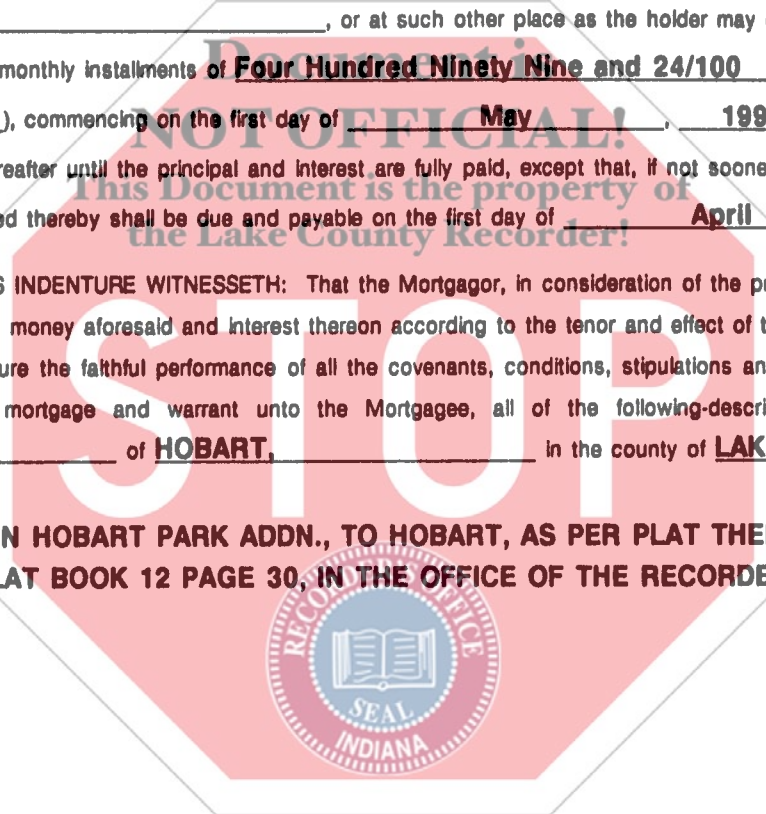 , or at such other place as the holder may
monthly installments of Four Hundred Ninety Nine and 24/100
), commencing on the first day of May , 199
reafter until the principal and interest are fully paid, except that, if not soone
ed thereby shall be due and payable on the first day of April
S INDENTURE WITNESSETH: That the Mortgagor, in consideration of the p
money aforesaid and interest thereon according to the tenor and effect of t
ure the faithful performance of all the covenants, conditions, stipulations an
mortgage and warrant unto the Mortgagee, all of the following-descri
of HOBART, in the county of LAK
N HOBART PARK ADDN., TO HOBART, AS PER PLAT THE
LAT BOOK 12 PAGE 30, IN THE OFFICE OF THE RECORDE
Document is
NOT OFFICIAL!
This Document is the property of
the Lake County Recorder!
STOP
RECORDER'S OFFICE
SEAL
INDIANA